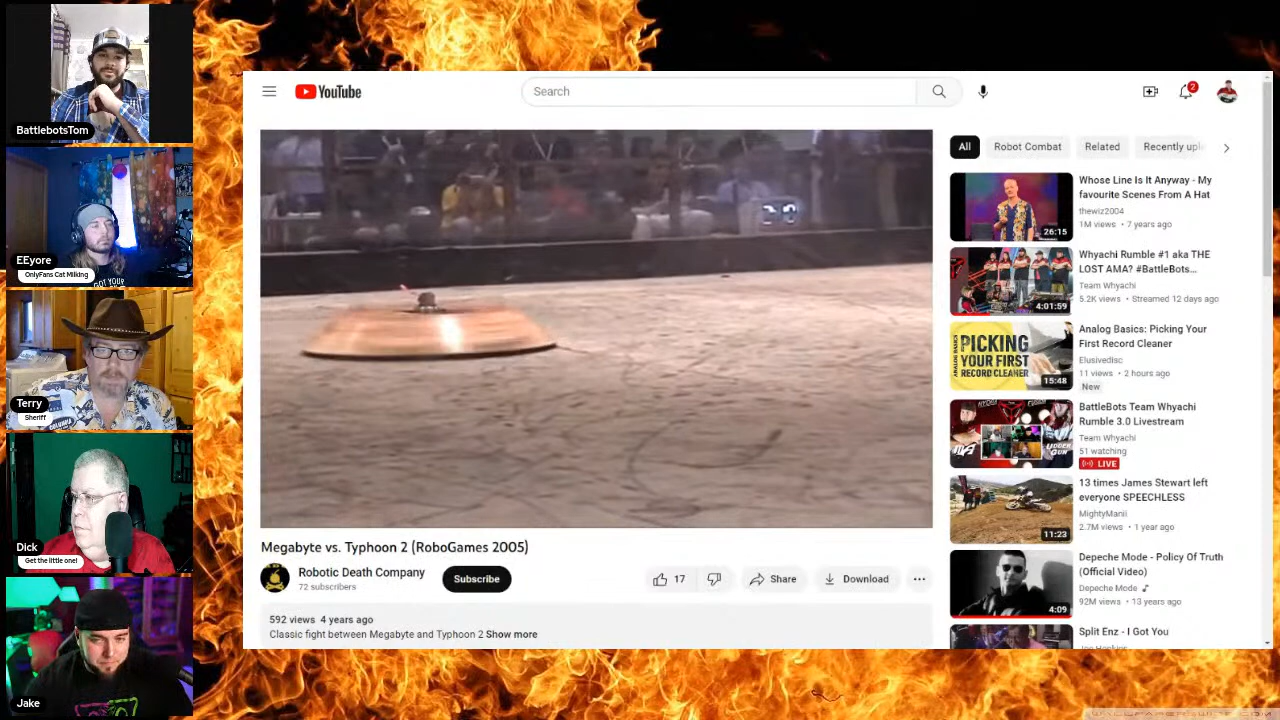 BattlebotsTom
EEyore
OnlyFans Cat Milking
GOT YOUR
Terry
Sheriff
COLUMBIA
Dick
Get the little one!
Jake
YouTube
Search
2
Megabyte vs. Typhoon 2 (RoboGames 2005)
Robotic Death Company
72 subscribers
Subscribe
17
Share
Download
592 views 4 years ago
Classic fight between Megabyte and Typhoon 2 Show more
All
Robot Combat
Related
Recently upl
Whose Line Is It Anyway - My
favourite Scenes From A Hat
thewiz2004
1M views • 7 years ago
26:15
Whyachi Rumble #1 aka THE
LOST AMA? #BattleBots...
Team Whyachi
5.2K views • Streamed 12 days ago
4:01:59
Analog Basics: Picking Your
First Record Cleaner
Elusivedisc
11 views • 2 hours ago
New
ANALOG BASICS:
PICKING
YOUR FIRST
RECORD CLEANER
15:48
BattleBots Team Whyachi
Rumble 3.0 Livestream
Team Whyachi
51 watching
LIVE
13 times James Stewart left
everyone SPEECHLESS
MightyManii
2.7M views • 1 year ago
11:23
Depeche Mode - Policy Of Truth
(Official Video)
Depeche Mode
92M views • 13 years ago
4:09
Split Enz - I Got You